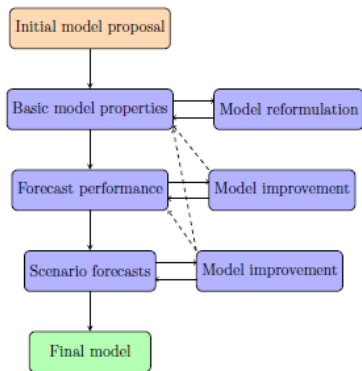 Initial model proposal
Basic model properties
Model reformulation
Forecast performance
Model improvement
Scenario forecasts
Model improvement
Final model